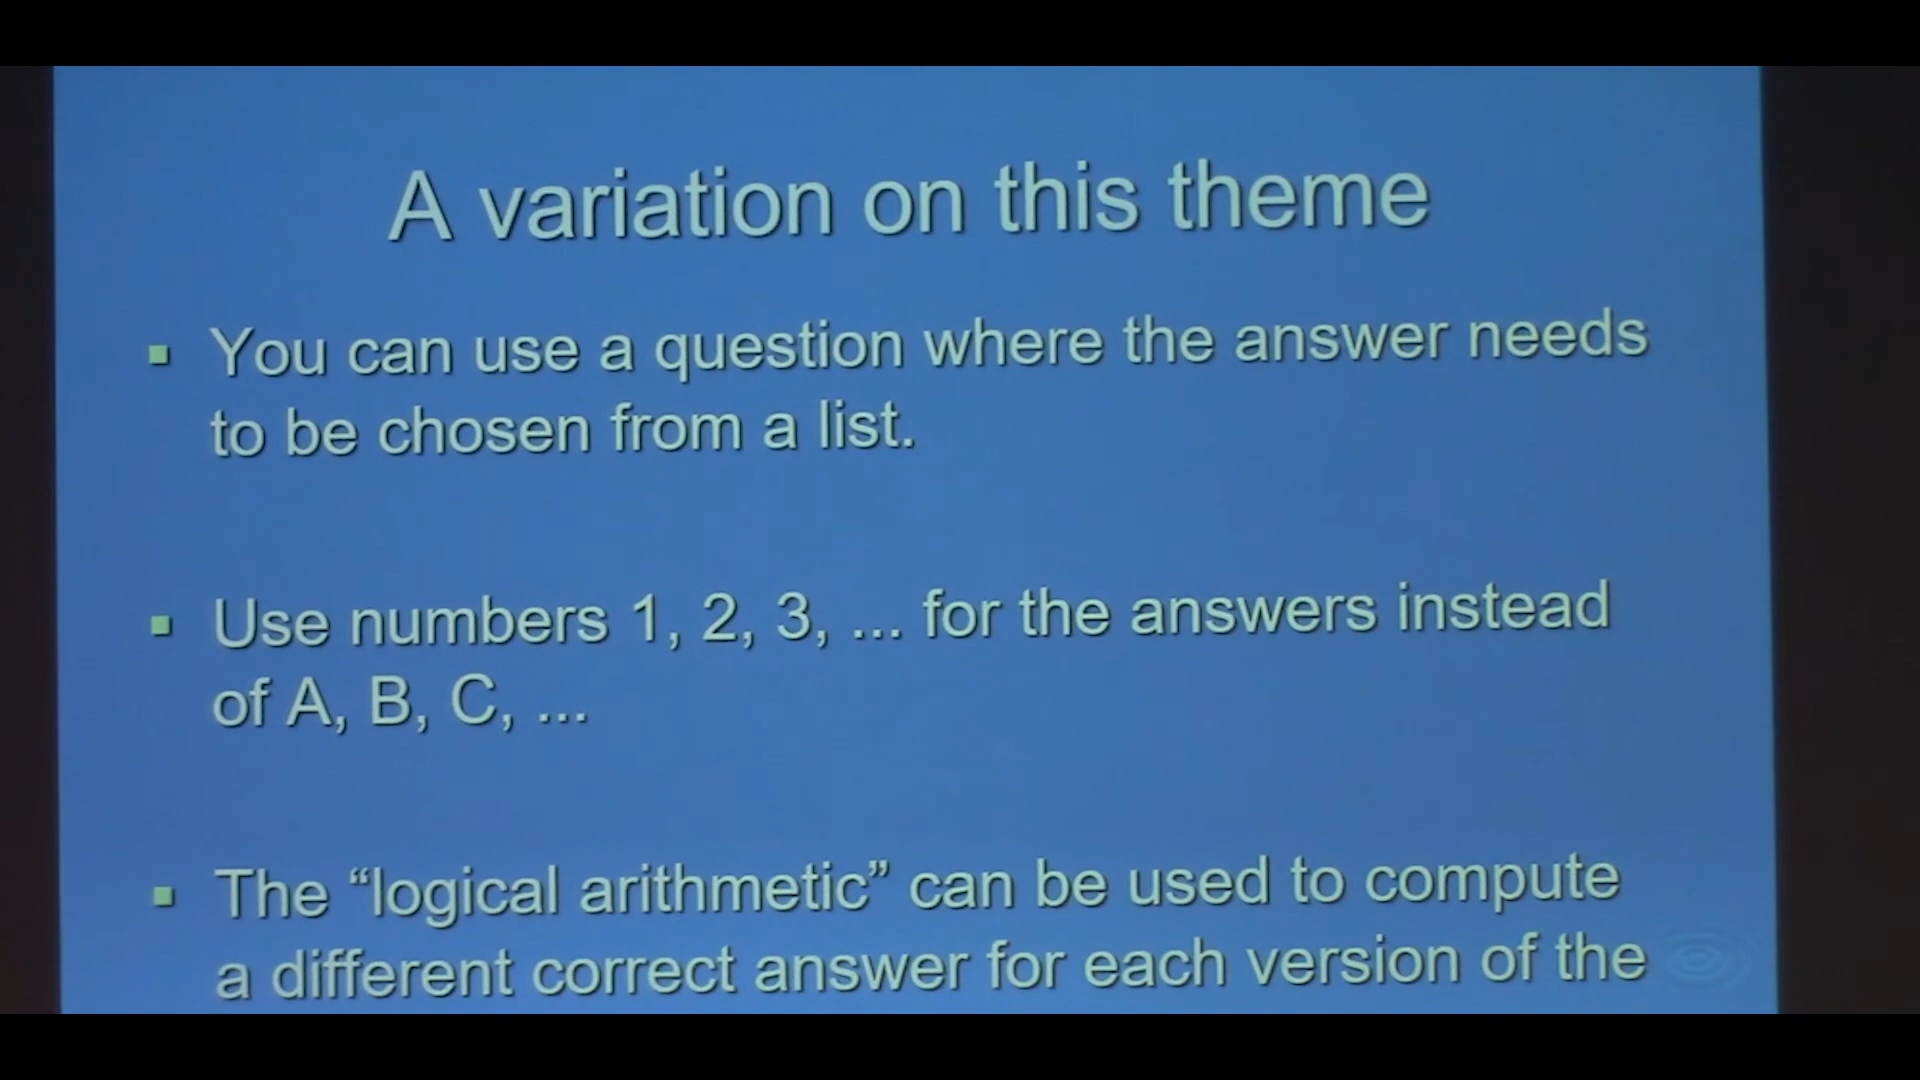 A variation on this theme
▪ You can use a question where the answer needs
to be chosen from a list.
▪ Use numbers 1, 2, 3, ... for the answers instead
of A, B, C, ...
▪ The “logical arithmetic” can be used to compute
a different correct answer for each version of the